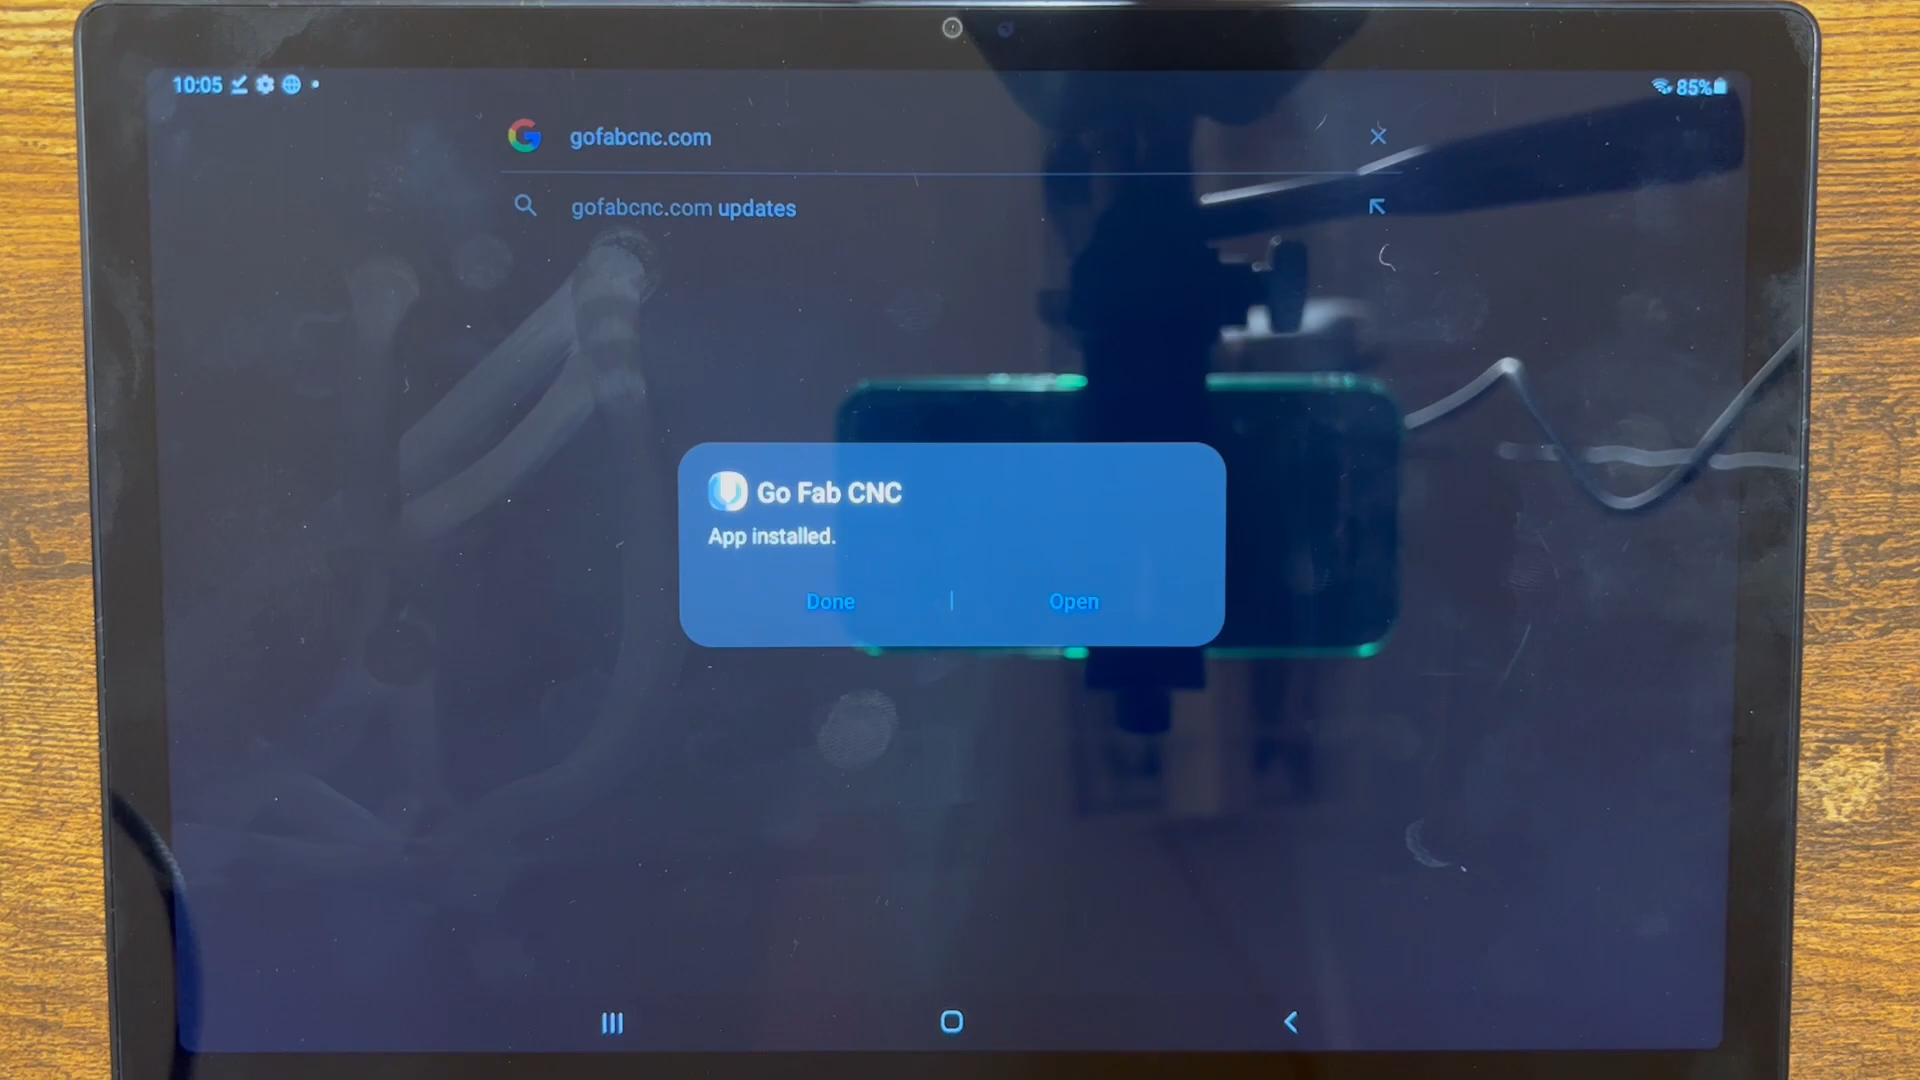 10:05
85%
gofabcnc.com
gofabcnc.com updates
Go Fab CNC
App installed.
Done | Open